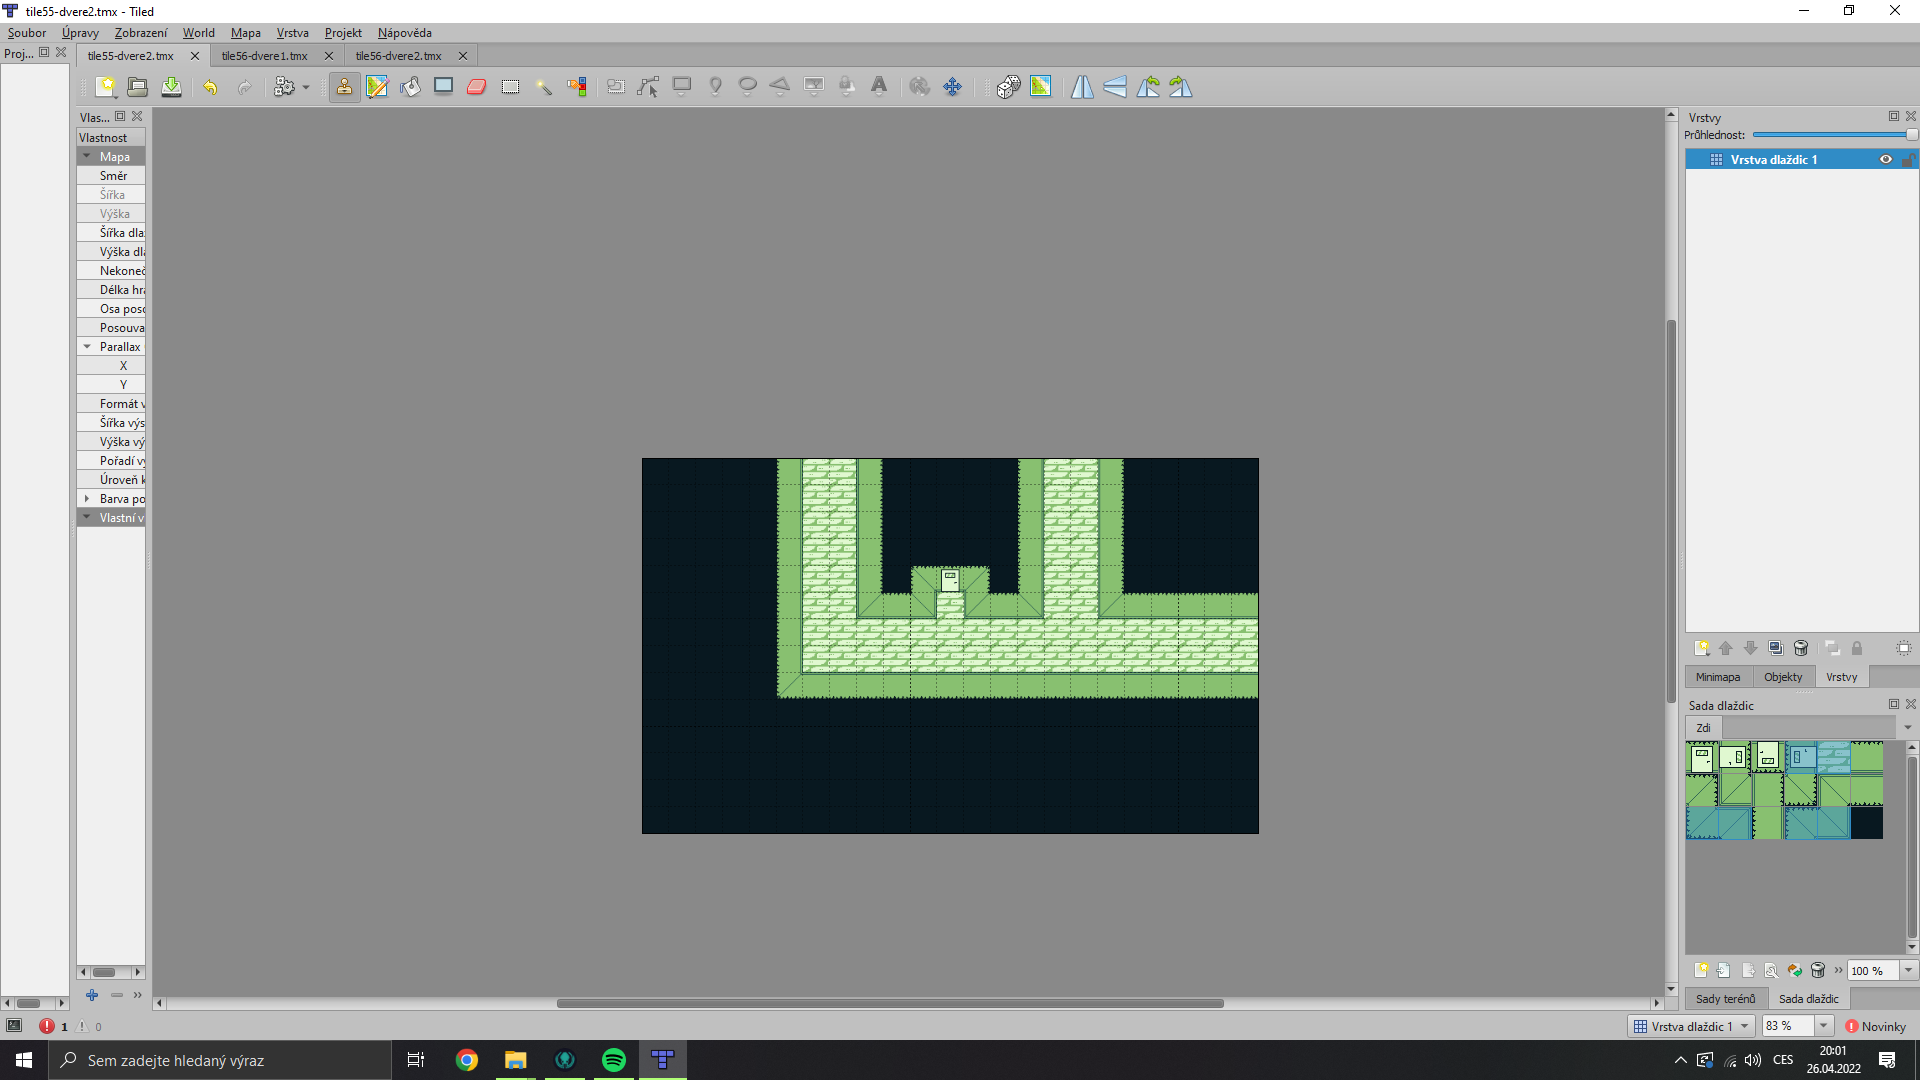 tile55-dvere2.tmx - Tiled
Soubor Úpravy Zobrazení World Mapa Vrstva Projekt Nápověda
Proj...
tile55-dvere2.tmx
tile56-dvere1.tmx
tile56-dvere2.tmx
Vlas...
Vlastnost
Mapa
Směr
Šířka
Výška
Šířka dla
Výška dl
Nekoneč
Délka hr
Osa poso
Posouva
Parallax
X
Y
Formát v
Šířka výs
Výška vý
Pořadí vy
Úroveň k
Barva po
Vlastní v
Vrstvy
Průhlednost:
Vrstva dlaždic 1
Minimapa Objekty Vrstvy
Sada dlaždic
Zdi
100 %
Sady terénů Sada dlaždic
1 0
Vrstva dlaždic 1 83 % Novinky
Sem zadejte hledaný výraz
CES
20:01
26.04.2022